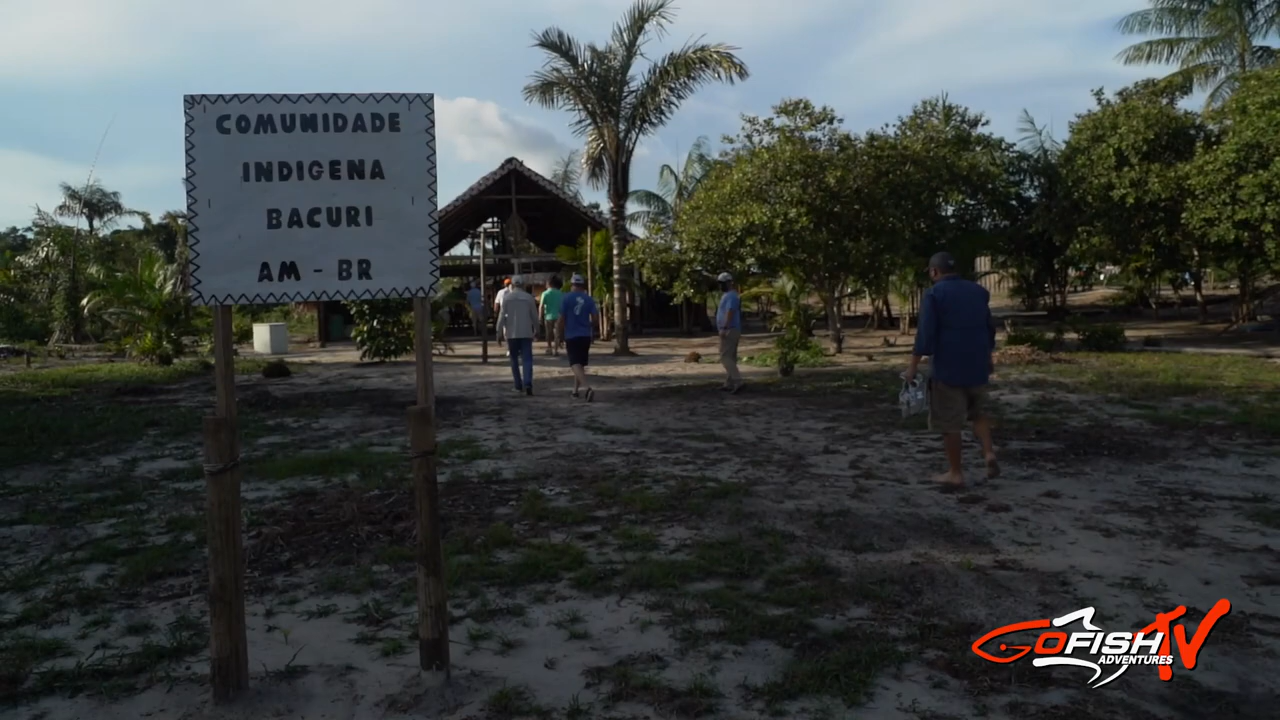 COMUNIDADE
INDIGENA
BACURI
AM - BR
GOFISH TV
ADVENTURES